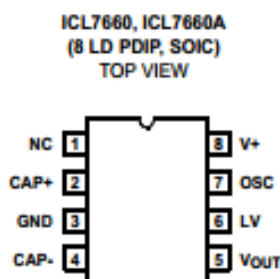 ICL7660, ICL7660A
(8 LD PDIP, SOIC)
TOP VIEW
NC 1 8 V+
CAP+ 2 7 OSC
GND 3 6 LV
CAP- 4 5 VOUT